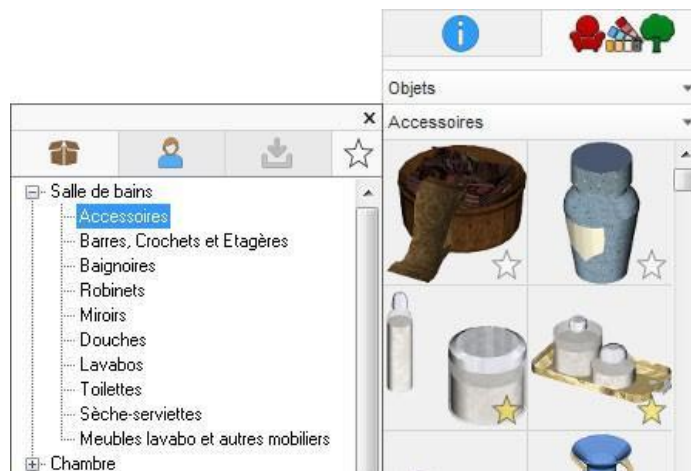 Objets
Accessoires
x
Salle de bains
Accessoires
Barres, Crochets et Etagères
Baignoires
Robinets
Miroirs
Douches
Lavabos
Toilettes
Sèche-serviettes
Meubles lavabo et autres mobiliers
Chambre